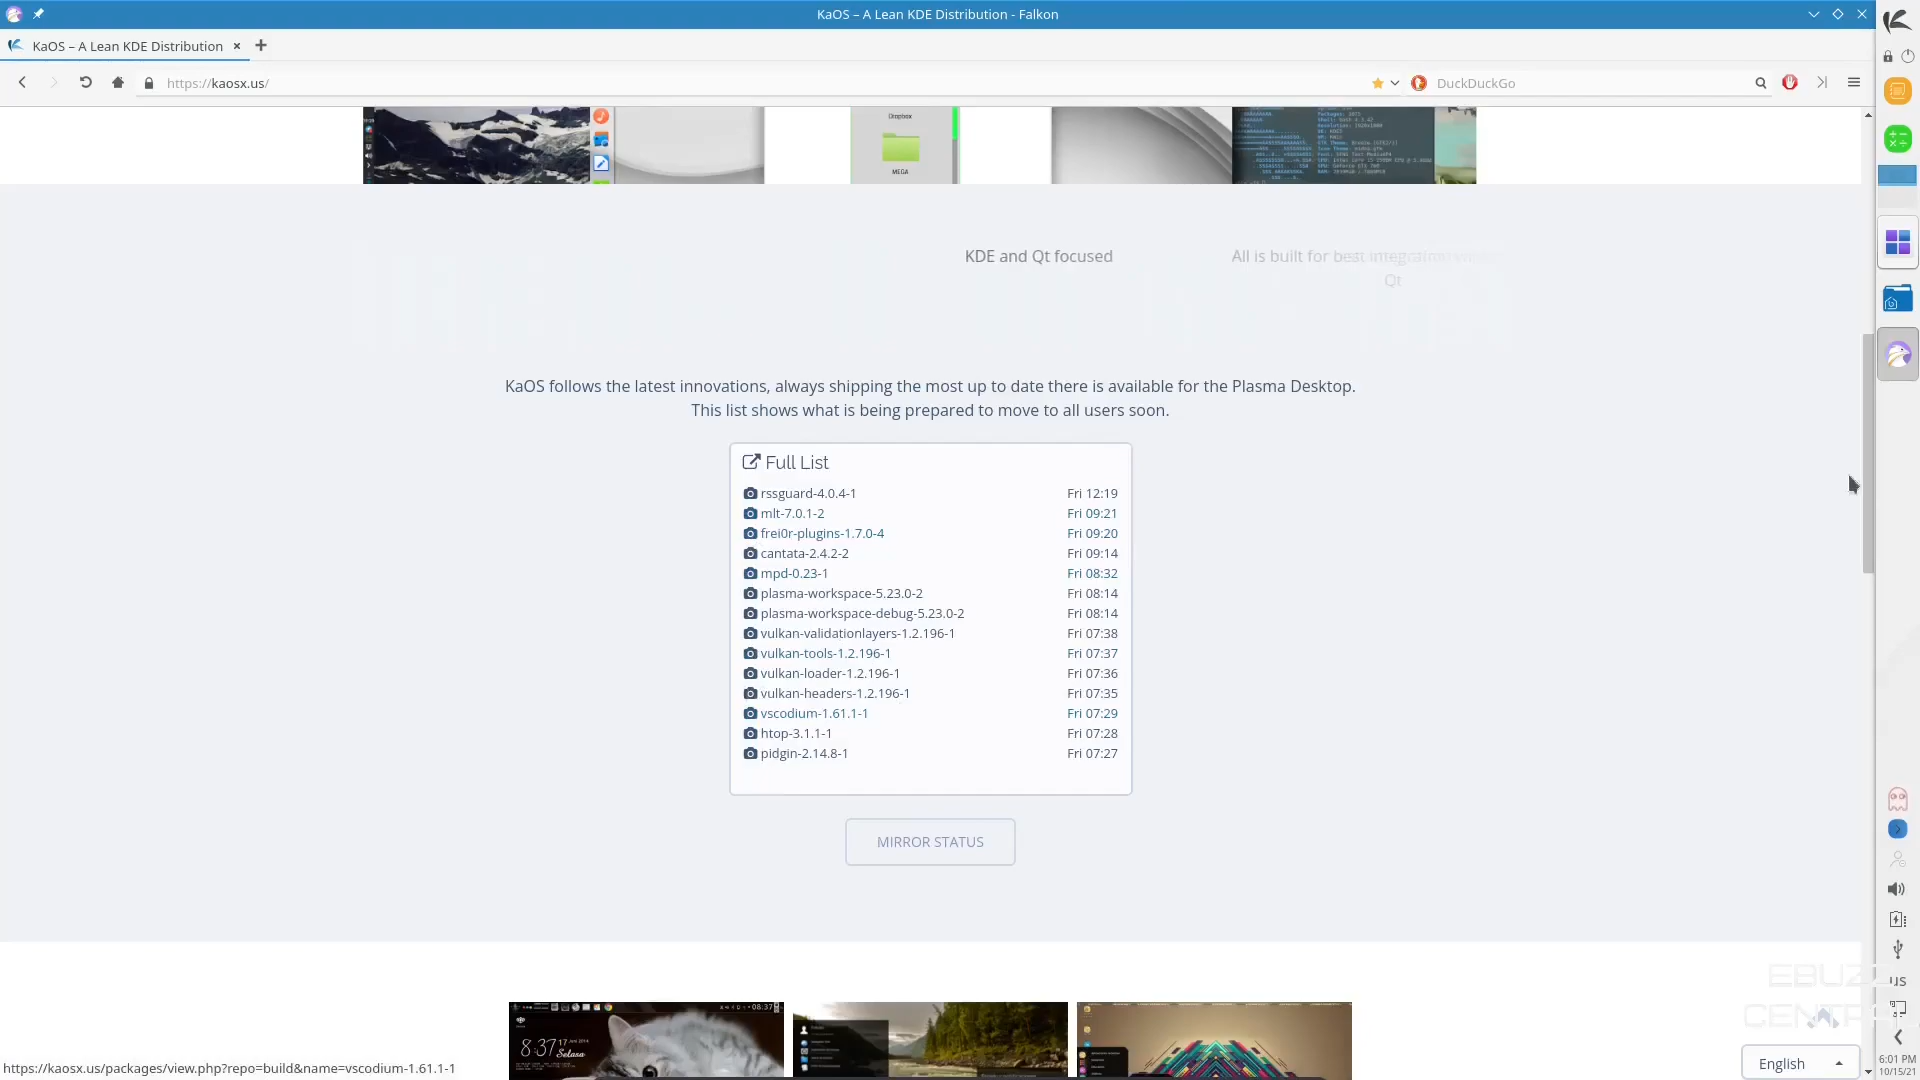 KaOS – A Lean KDE Distribution - Falkon
KaOS – A Lean KDE Distribution
https://kaosx.us/
DuckDuckGo
Dropbox
MEGA
KDE and Qt focused
All is built for best integration
Qt
KaOS follows the latest innovations, always shipping the most up to date there is available for the Plasma Desktop.
This list shows what is being prepared to move to all users soon.
Full List
rssguard-4.0.4-1 Fri 12:19
mlt-7.0.1-2 Fri 09:21
frei0r-plugins-1.7.0-4 Fri 09:20
cantata-2.4.2-2 Fri 09:14
mpd-0.23-1 Fri 08:32
plasma-workspace-5.23.0-2 Fri 08:14
plasma-workspace-debug-5.23.0-2 Fri 08:14
vulkan-validationlayers-1.2.196-1 Fri 07:38
vulkan-tools-1.2.196-1 Fri 07:37
vulkan-loader-1.2.196-1 Fri 07:36
vulkan-headers-1.2.196-1 Fri 07:35
vscodium-1.61.1-1 Fri 07:29
htop-3.1.1-1 Fri 07:28
pidgin-2.14.8-1 Fri 07:27
MIRROR STATUS
08:37
8:37
Selasa
us
https://kaosx.us/packages/view.php?repo=build&name=vscodium-1.61.1-1
English
6:01 PM
10/15/21